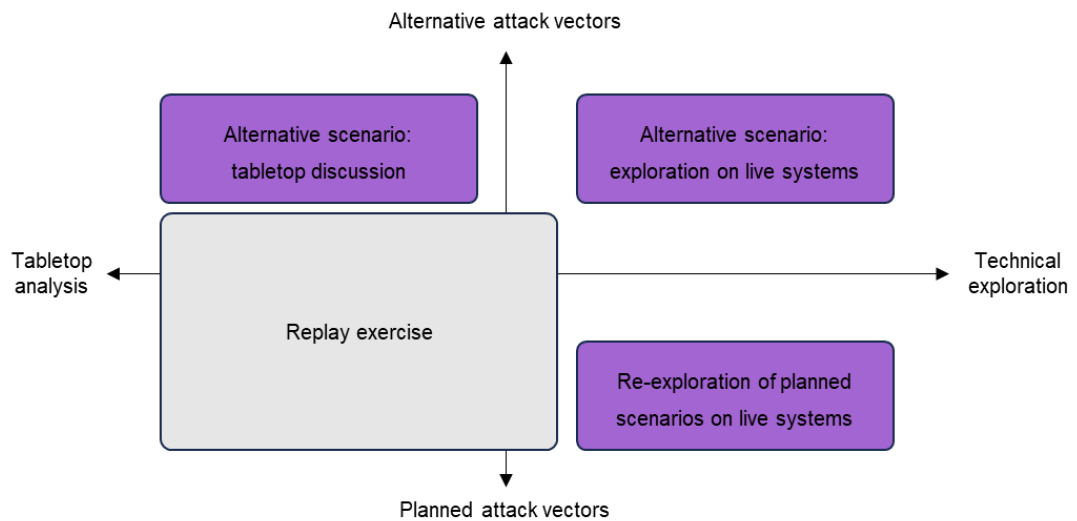 Alternative attack vectors
Alternative scenario:
tabletop discussion
Alternative scenario:
exploration on live systems
Tabletop
analysis
Technical
exploration
Replay exercise
Re-exploration of planned
scenarios on live systems
Planned attack vectors